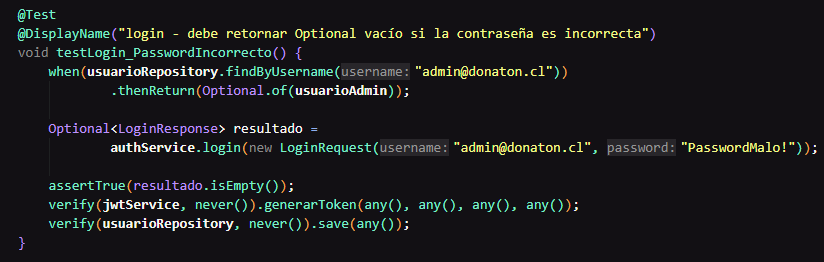 @Test
@DisplayName("login - debe retornar Optional vacío si la contraseña es incorrecta")
void testLogin_PasswordIncorrecto() {
when(usuarioRepository.findByUsername(username: "admin@donaton.cl"))
.thenReturn(Optional.of(usuarioAdmin));
Optional<LoginResponse> resultado =
authService.login(new LoginRequest(username: "admin@donaton.cl", password: "PasswordMalo!"));
assertTrue(resultado.isEmpty());
verify(jwtService, never()).generarToken(any(), any(), any(), any());
verify(usuarioRepository, never()).save(any());
}